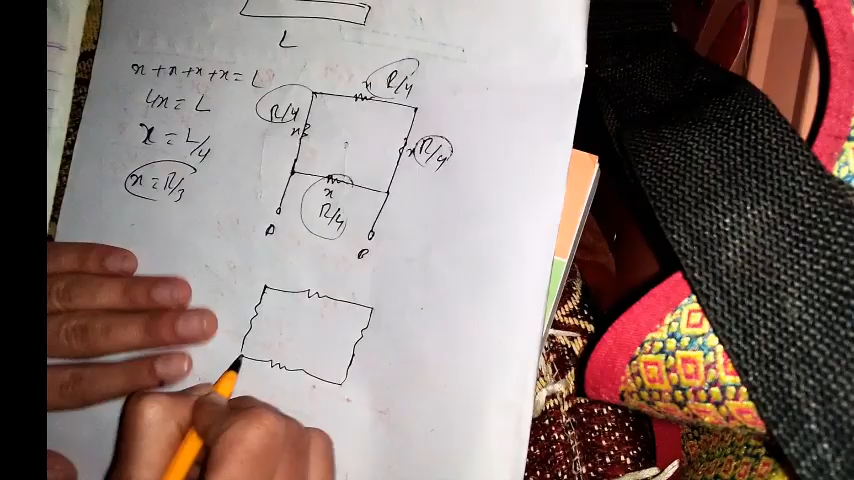 L
x + x + x + x = L
4x = L
x = L/4
x = R/3
x R/4
R/4
x
x R/4
x
R/4
A
B